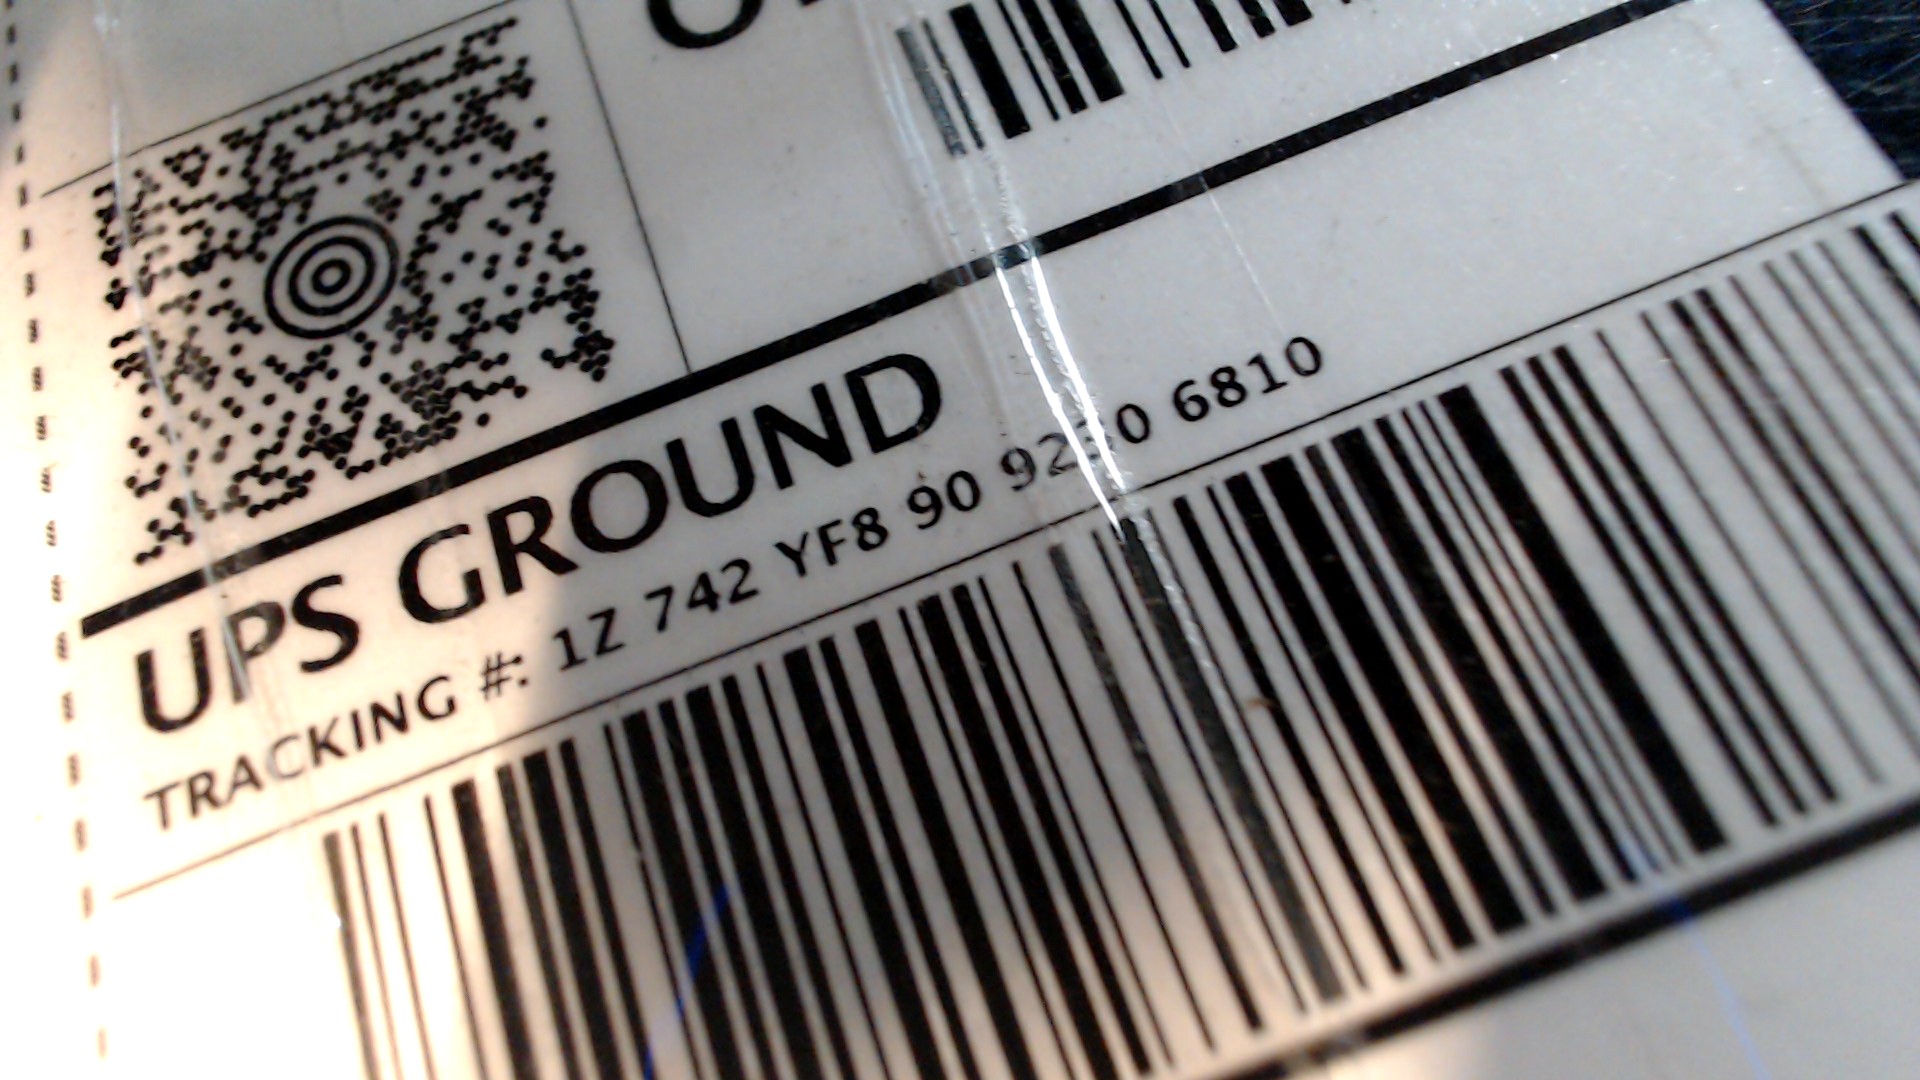 UPS GROUND
TRACKING #: 1Z 742 YF8 90 6810